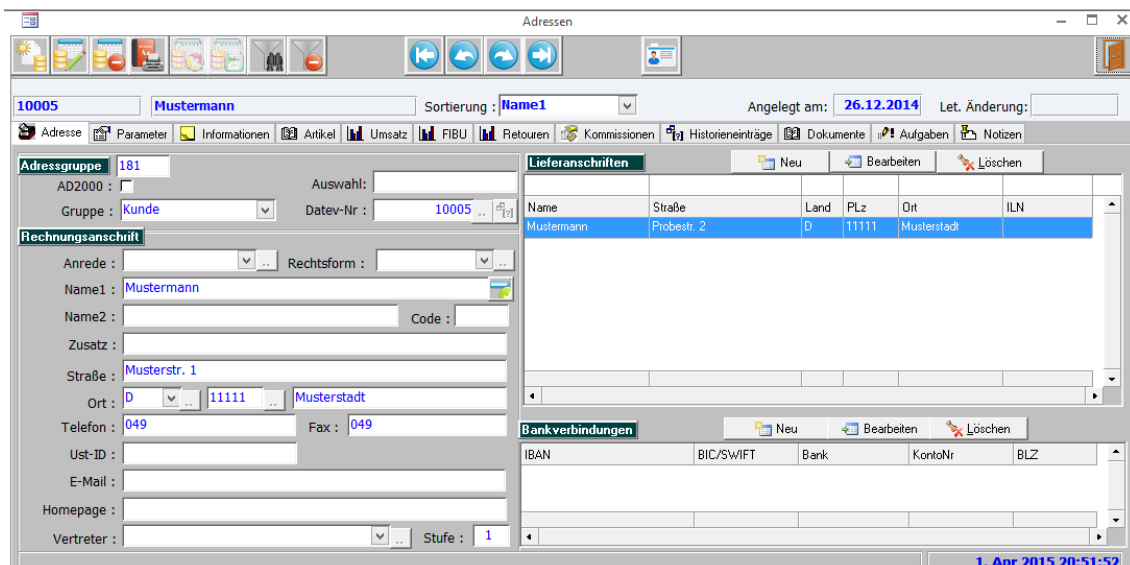 Adressen
10005 Mustermann Sortierung : Name1 Angelegt am: 26.12.2014 Let. Änderung:
Adresse Parameter Informationen Artikel Umsatz FIBU Retouren Kommissionen Historieneinträge Dokumente Aufgaben Notizen
Adressgruppe 181
AD2000 : Auswahl:
Gruppe : Kunde Datev-Nr : 10005 ..
Rechnungsanschrift
Anrede : .. Rechtsform : ..
Name1 : Mustermann
Name2 : Code :
Zusatz :
Straße : Musterstr. 1
Ort : D .. 11111 .. Musterstadt
Telefon : 049 Fax : 049
Ust-ID :
E-Mail :
Homepage :
Vertreter : .. Stufe : 1
Lieferanschriften Neu Bearbeiten Löschen
Name Straße Land PLz Ort ILN
Mustermann Probestr. 2 D 11111 Musterstadt
Bankverbindungen Neu Bearbeiten Löschen
IBAN BIC/SWIFT Bank KontoNr BLZ
1. Apr 2015 20:51:52